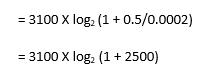 = 3100 X log₂ (1 + 0.5/0.0002)
= 3100 X log₂ (1 + 2500)